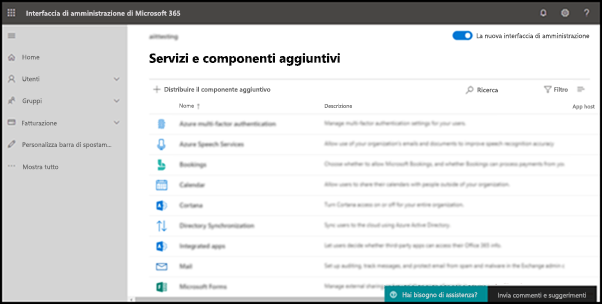 Interfaccia di amministrazione di Microsoft 365
La nuova interfaccia di amministrazione
Home
Utenti
Gruppi
Fatturazione
Personalizza barra di spostam...
Mostra tutto
Servizi e componenti aggiuntivi
Distribuire il componente aggiuntivo
Ricerca
Filtro
Nome ↑
Descrizione
App host
Azure multi-factor authentication
Manage multi-factor authentication settings for your users.
Azure Speech Services
Allow use of your organization's emails and documents to improve speech recognition accuracy.
Bookings
Choose whether to allow Microsoft Bookings, and whether Bookings can process payments from you
Calendar
Allow users to share their calendars with people outside of your organization.
Cortana
Turn Cortana access on or off for your entire organization.
Directory Synchronization
Sync users to the cloud using Azure Active Directory.
Integrated apps
Let users decide whether third-party apps can access their Office 365 info.
Mail
Set up auditing, track messages, and protect email from spam and malware in the Exchange admin c
Microsoft Forms
Manage external sharing
Hai bisogno di assistenza?
Invia commenti e suggerimenti